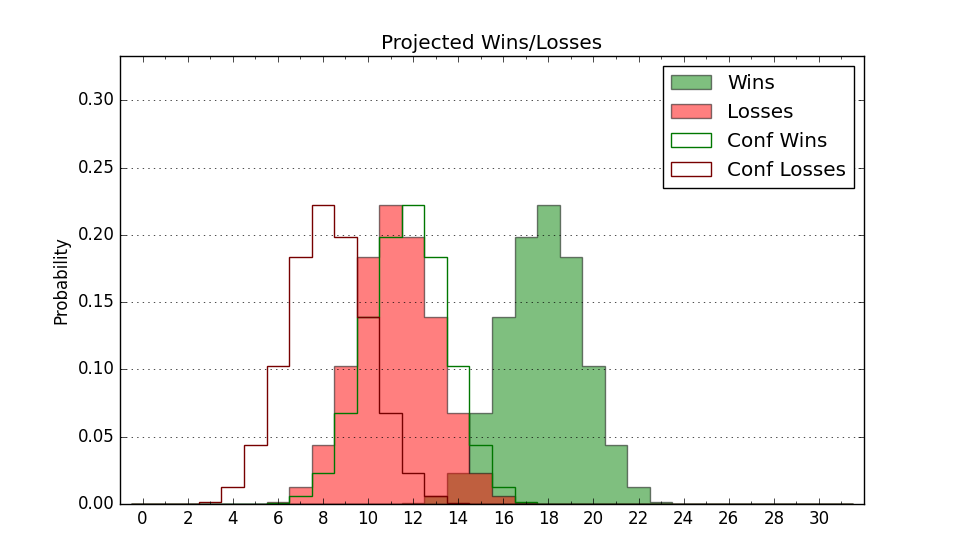 Projected Wins/Losses
Wins
Losses
Conf Wins
Conf Losses
Probability
0.30
0.25
0.20
0.15
0.10
0.05
0.00
0 2 4 6 8 10 12 14 16 18 20 22 24 26 28 30